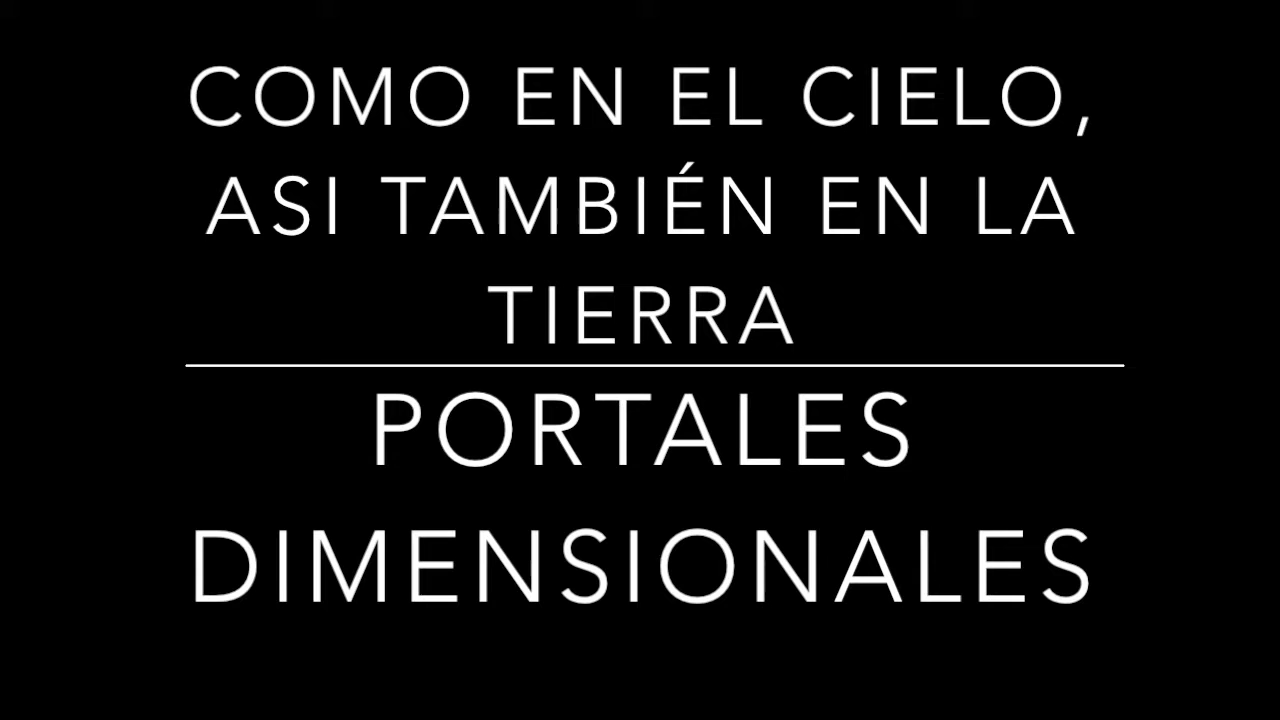 COMO EN EL CIELO,
ASI TAMBIÉN EN LA
TIERRA
PORTALES
DIMENSIONALES